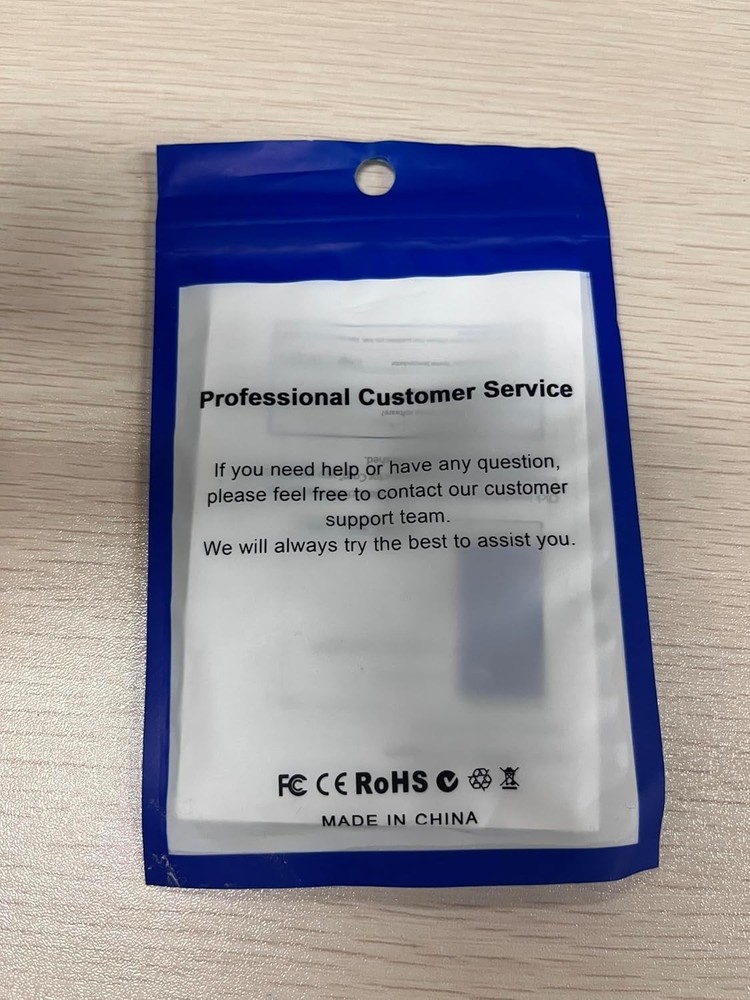 Professional Customer Service
If you need help or have any question,
please feel free to contact our customer
support team.
We will always try the best to assist you.
FC CE RoHS
MADE IN CHINA